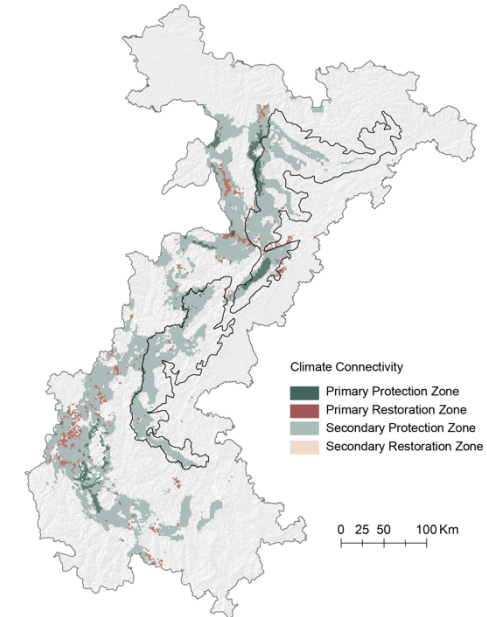 Climate Connectivity
Primary Protection Zone
Primary Restoration Zone
Secondary Protection Zone
Secondary Restoration Zone
0 25 50 100 Km